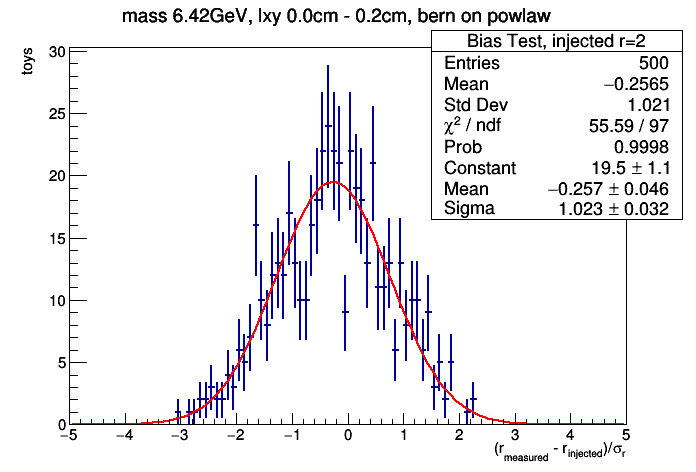 mass 6.42GeV, lxy 0.0cm - 0.2cm, bern on powlaw
Bias Test, injected r=2
Entries 500
Mean −0.2565
Std Dev 1.021
χ² / ndf 55.59 / 97
Prob 0.9998
Constant 19.5 ± 1.1
Mean −0.257 ± 0.046
Sigma 1.023 ± 0.032
toys
30
25
20
15
10
5
0
−5 −4 −3 −2 −1 0 1 2 3 4 5
(r_measured - r_injected)/σ_r